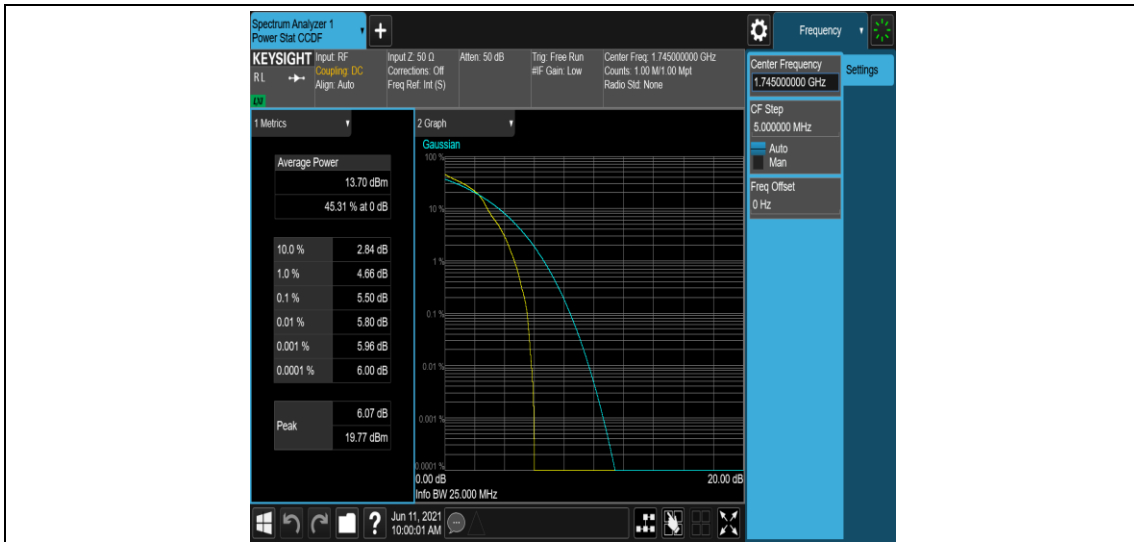 Spectrum Analyzer 1
Power Stat CCDF
+
Frequency
KEYSIGHT
Input: RF
Input Z: 50 Ω
Atten: 50 dB
Trig: Free Run
Center Freq: 1.745000000 GHz
R L
Coupling: DC
Corrections: Off
#IF Gain: Low
Counts: 1.00 M/1.00 Mpt
Align: Auto
Freq Ref: Int (S)
Radio Std: None
LXI
Center Frequency
1.745000000 GHz
Settings
CF Step
5.000000 MHz
Auto
Man
Freq Offset
0 Hz
1 Metrics
2 Graph
Gaussian
Average Power
13.70 dBm
45.31 % at 0 dB
10.0 % 2.84 dB
1.0 % 4.66 dB
0.1 % 5.50 dB
0.01 % 5.80 dB
0.001 % 5.96 dB
0.0001 % 6.00 dB
Peak
6.07 dB
19.77 dBm
100 %
10 %
1 %
0.1 %
0.01 %
0.001 %
0.0001 %
0.00 dB
20.00 dB
Info BW 25.000 MHz
?
Jun 11, 2021
10:00:01 AM